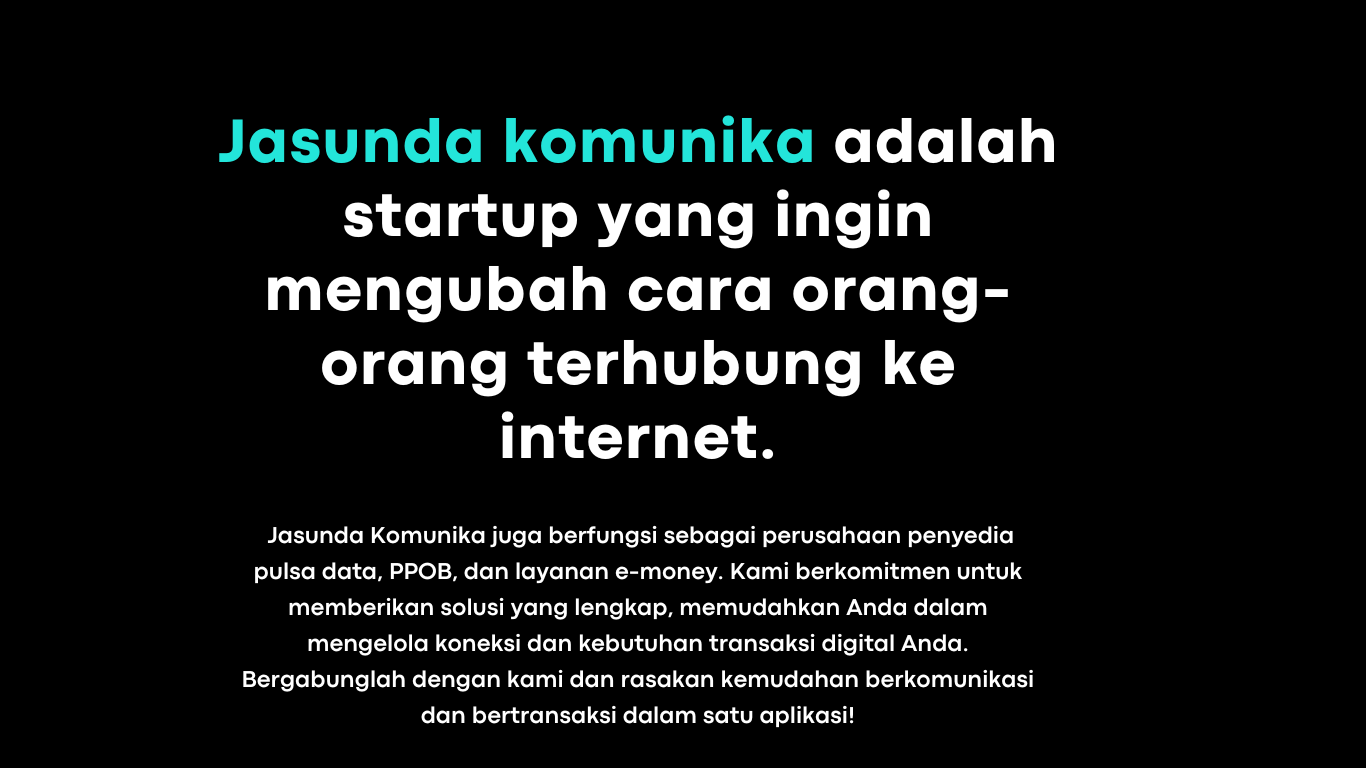 Jasunda komunika adalah
startup yang ingin
mengubah cara orang-
orang terhubung ke
internet.
Jasunda Komunika juga berfungsi sebagai perusahaan penyedia
pulsa data, PPOB, dan layanan e-money. Kami berkomitmen untuk
memberikan solusi yang lengkap, memudahkan Anda dalam
mengelola koneksi dan kebutuhan transaksi digital Anda.
Bergabunglah dengan kami dan rasakan kemudahan berkomunikasi
dan bertransaksi dalam satu aplikasi!